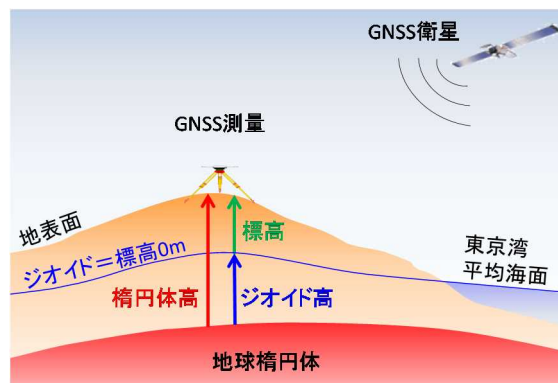 GNSS衛星
GNSS測量
地表面
標高
ジオイド=標高0m
東京湾
平均海面
楕円体高
ジオイド高
地球楕円体